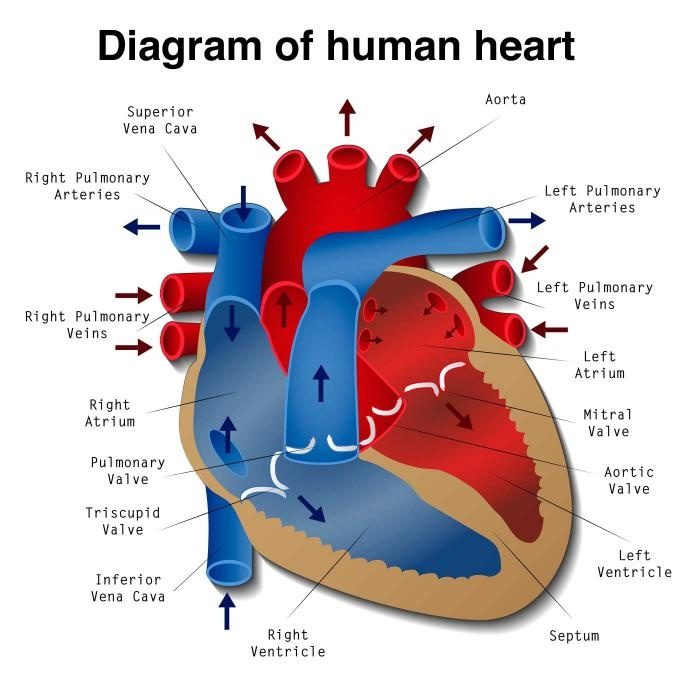 Diagram of human heart
Superior
Vena Cava
Aorta
Right Pulmonary
Arteries
Left Pulmonary
Arteries
Right Pulmonary
Veins
Left Pulmonary
Veins
Left
Atrium
Right
Atrium
Mitral
Valve
Pulmonary
Valve
Aortic
Valve
Triscupid
Valve
Left
Ventricle
Inferior
Vena Cava
Right
Ventricle
Septum